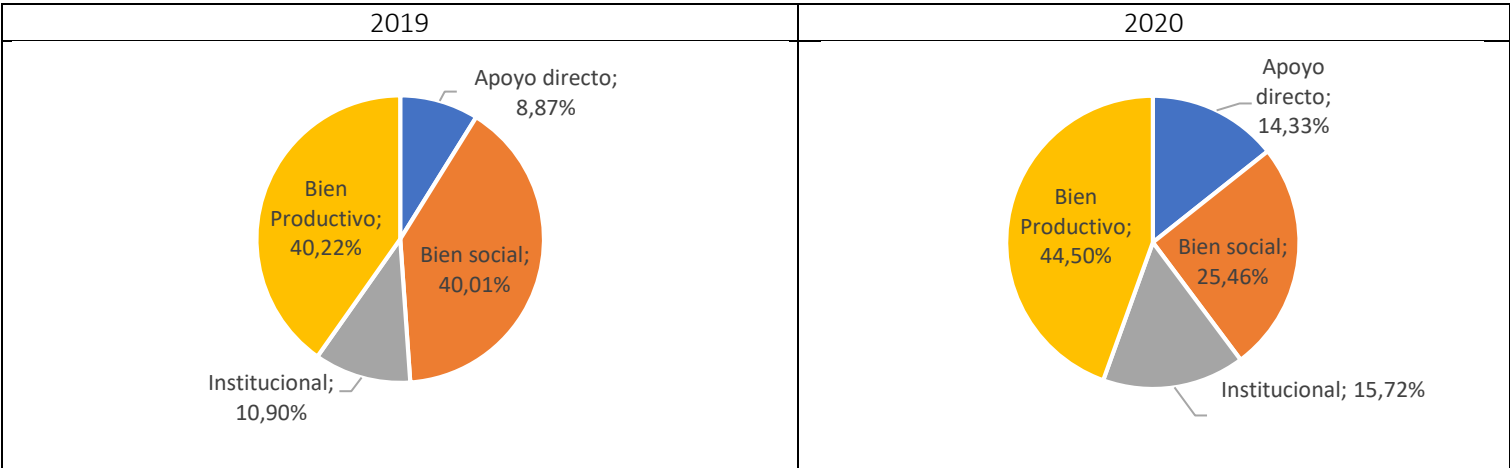 2019
2020
Apoyo directo;
8,87%
Bien
Productivo;
40,22%
Bien social;
40,01%
Institucional;
10,90%
Apoyo
directo;
14,33%
Bien
Productivo;
44,50%
Bien social;
25,46%
Institucional; 15,72%